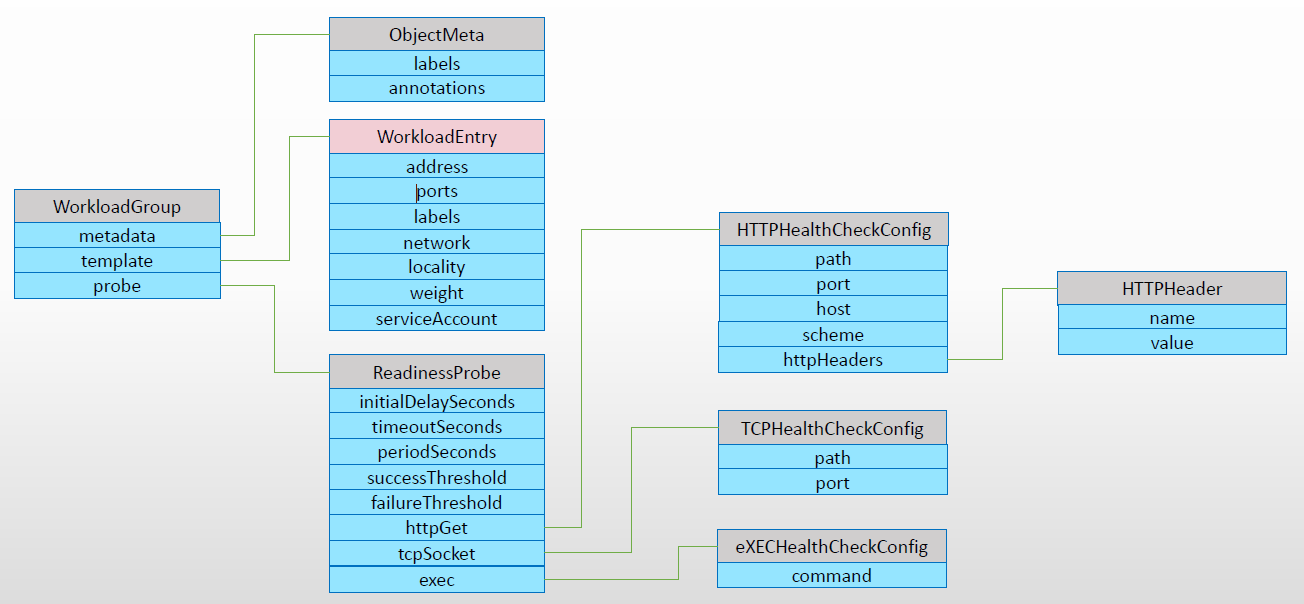 WorkloadGroup
metadata
template
probe
ObjectMeta
labels
annotations
WorkloadEntry
address
ports
labels
network
locality
weight
serviceAccount
ReadinessProbe
initialDelaySeconds
timeoutSeconds
periodSeconds
successThreshold
failureThreshold
httpGet
tcpSocket
exec
HTTPHealthCheckConfig
path
port
host
scheme
httpHeaders
TCPHealthCheckConfig
path
port
eXECHealthCheckConfig
command
HTTPHeader
name
value